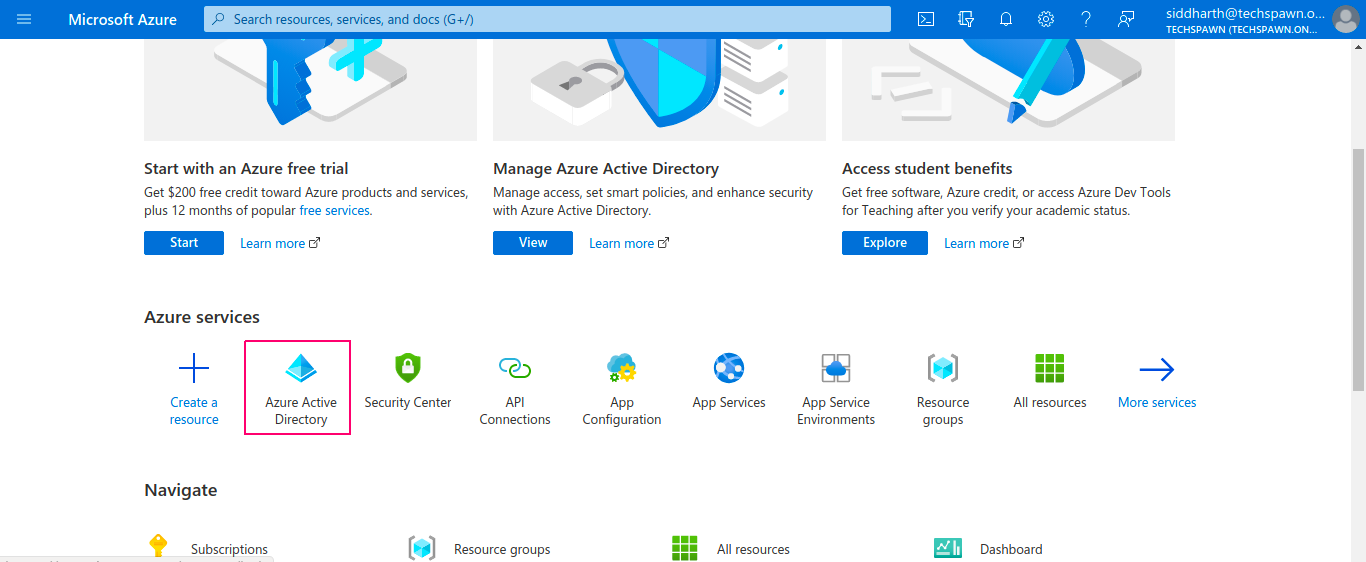 Microsoft Azure
Search resources, services, and docs (G+/)
siddharth@techspawn.o...
TECHSPAWN (TECHSPAWN.ON...
Start with an Azure free trial
Get $200 free credit toward Azure products and services,
plus 12 months of popular free services.
Start
Learn more
Manage Azure Active Directory
Manage access, set smart policies, and enhance security
with Azure Active Directory.
View
Learn more
Access student benefits
Get free software, Azure credit, or access Azure Dev Tools
for Teaching after you verify your academic status.
Explore
Learn more
Azure services
Create a
resource
Azure Active
Directory
Security Center
API
Connections
App
Configuration
App Services
App Service
Environments
Resource
groups
All resources
More services
Navigate
Subscriptions
Resource groups
All resources
Dashboard